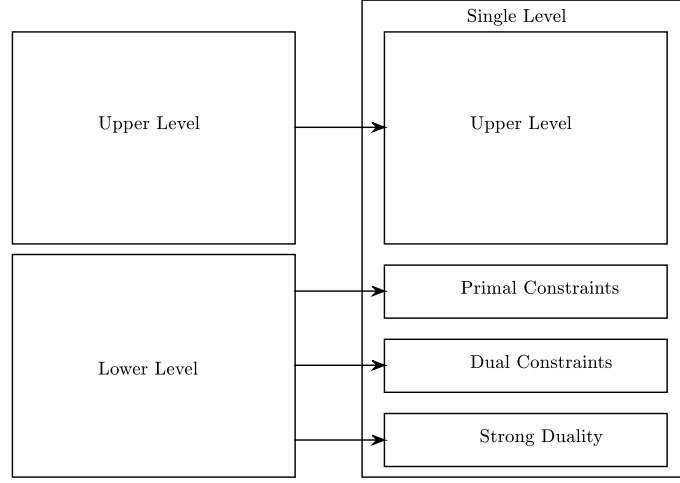 Single Level
Upper Level
Upper Level
Primal Constraints
Lower Level
Dual Constraints
Strong Duality